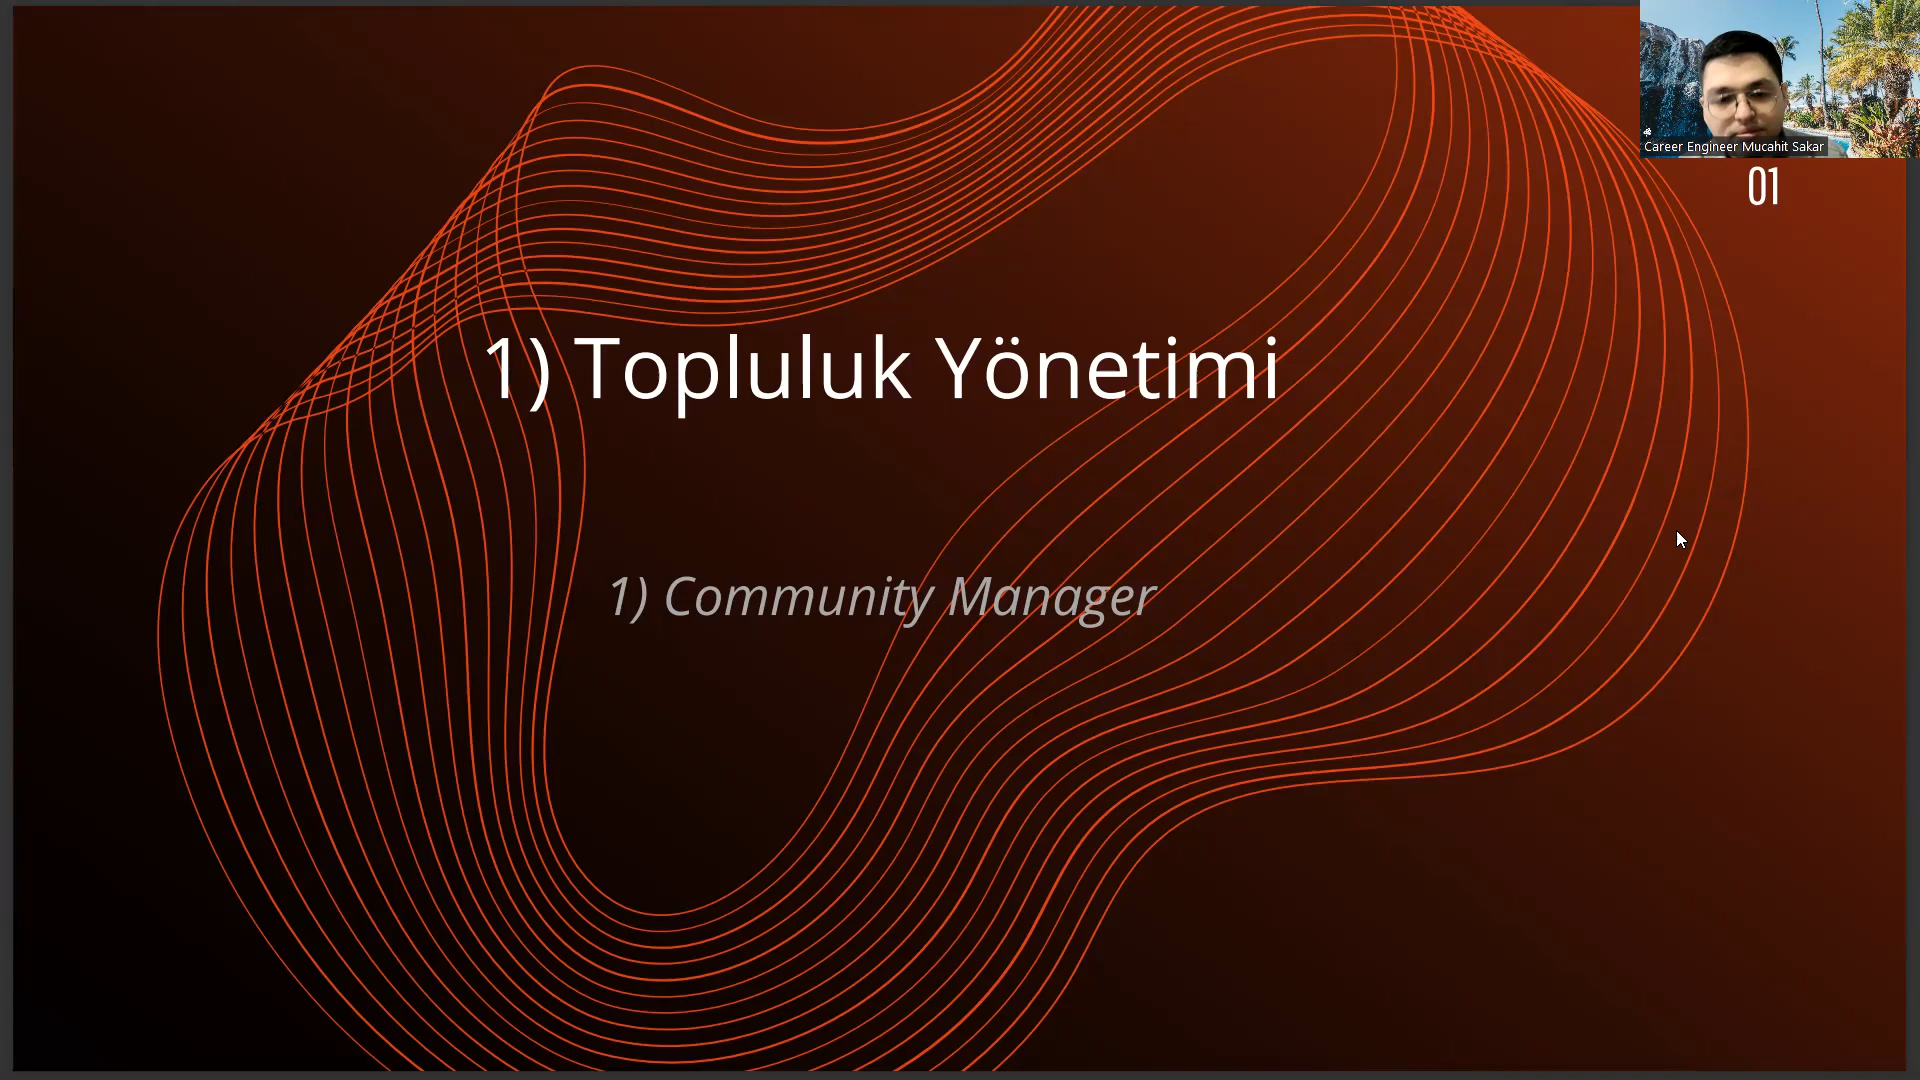 Career Engineer Mucahit Sakar
01
1) Topluluk Yönetimi
1) Community Manager